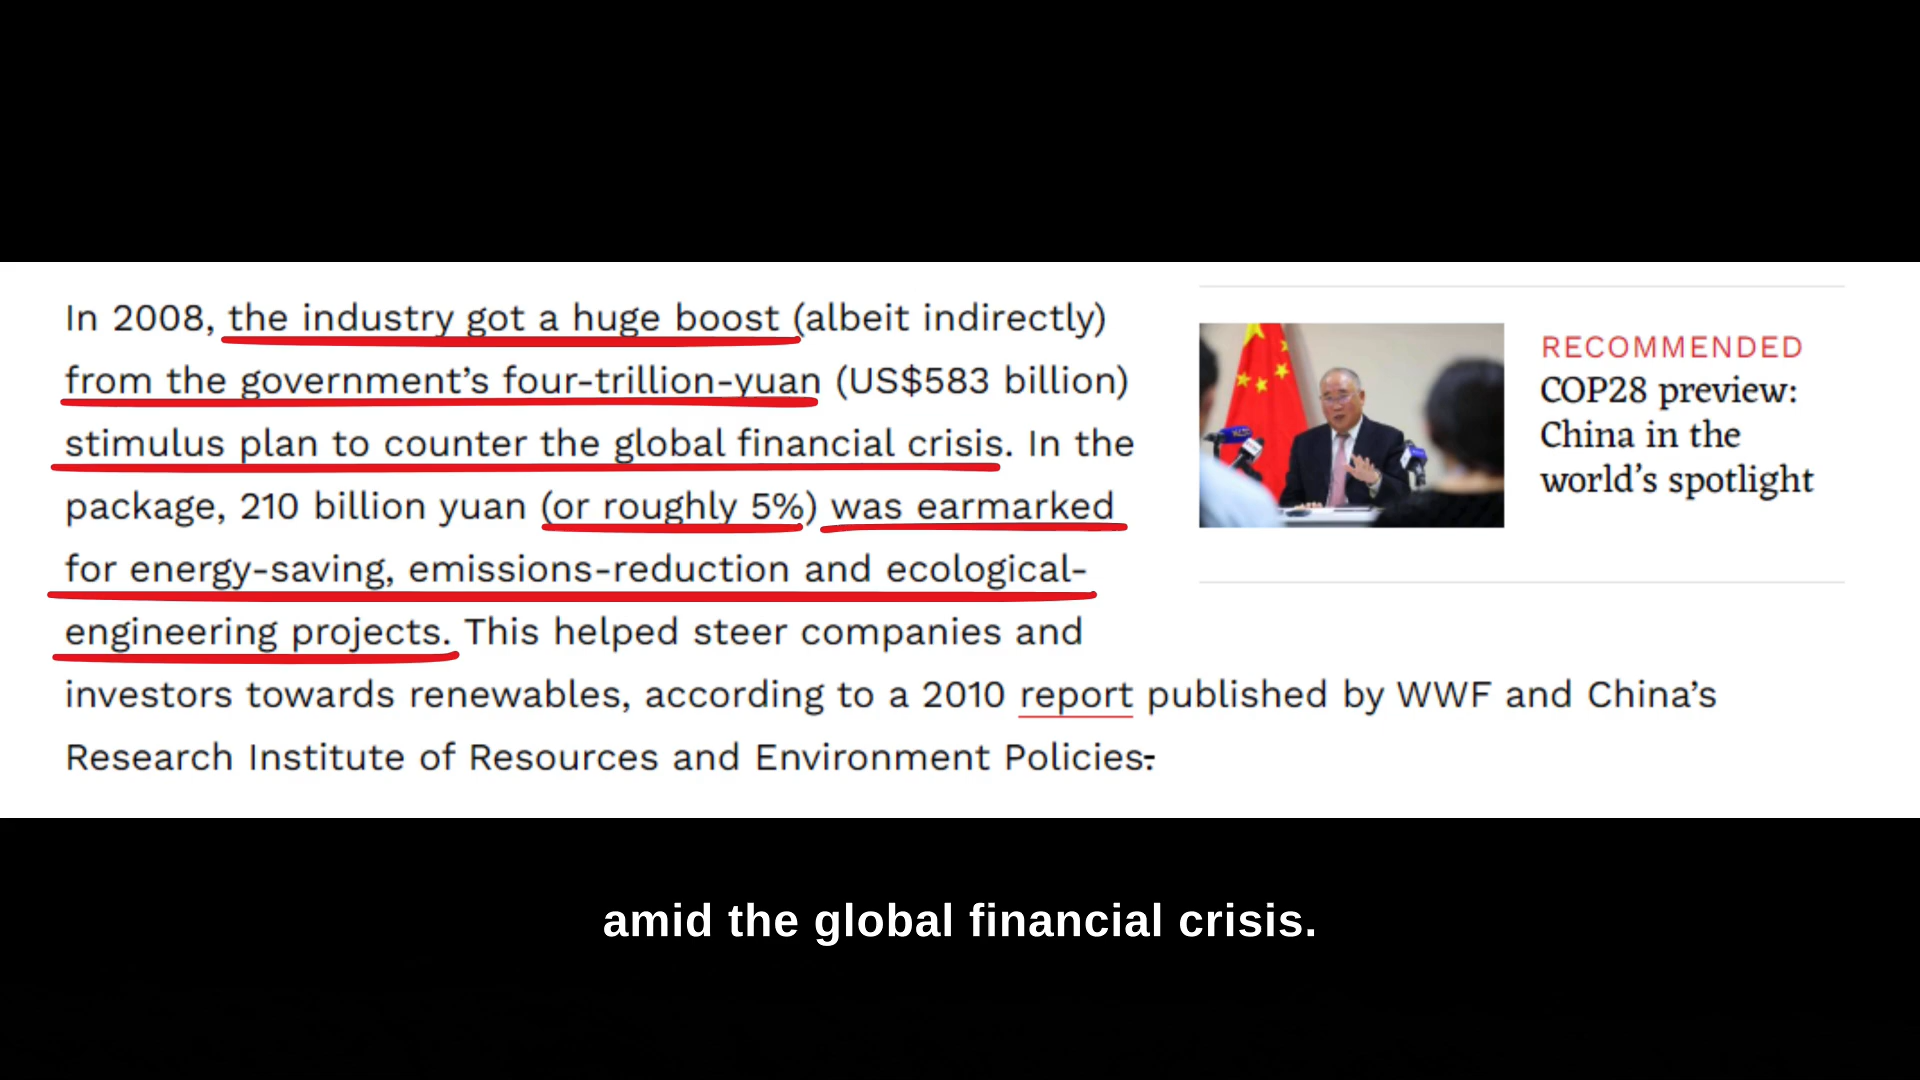 In 2008, the industry got a huge boost (albeit indirectly)
from the government’s four-trillion-yuan (US$583 billion)
stimulus plan to counter the global financial crisis. In the
package, 210 billion yuan (or roughly 5%) was earmarked
for energy-saving, emissions-reduction and ecological-
engineering projects. This helped steer companies and
investors towards renewables, according to a 2010 report published by WWF and China’s
Research Institute of Resources and Environment Policies.
RECOMMENDED
COP28 preview:
China in the
world’s spotlight
amid the global financial crisis.